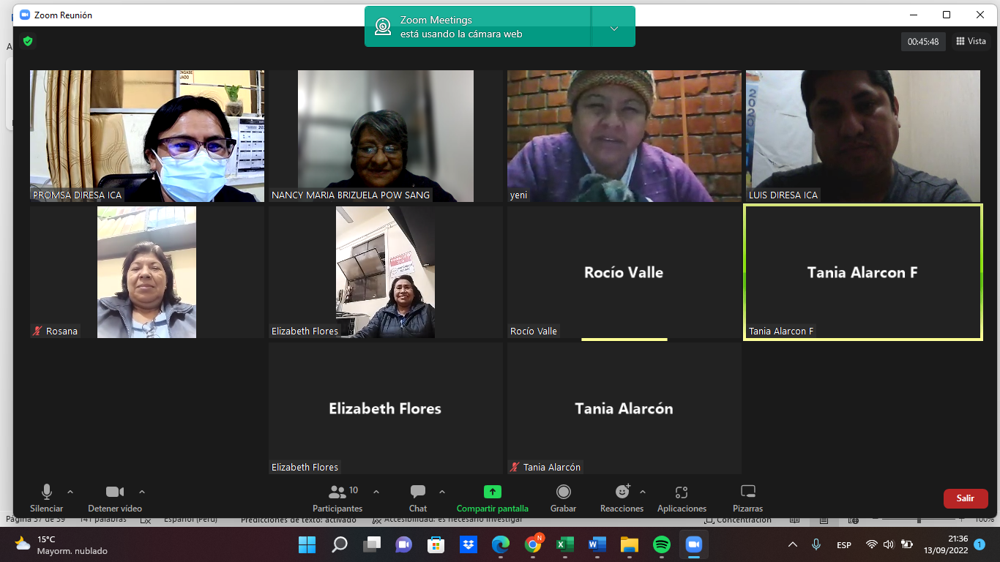 Zoom Reunión
Zoom Meetings
está usando la cámara web
00:45:48
Vista
2020
PROMSA DIRESA ICA
NANCY MARIA BRIZUELA POW SANG
yeni
LUIS DIRESA ICA
Rocío Valle
Tania Alarcon F
Rosana
Elizabeth Flores
Rocío Valle
Tania Alarcon F
Elizabeth Flores
Tania Alarcón
Elizabeth Flores
Tania Alarcón
10
Silenciar
Detener vídeo
Participantes
Chat
Compartir pantalla
Grabar
Reacciones
Aplicaciones
Pizarras
Salir
Página 37 de 39
141 palabras
Español (Perú)
Predicciones de texto: activado
Accesibilidad: es necesario investigar
Concentración
100%
15°C
Mayorm. nublado
N
ESP
21:36
13/09/2022
1